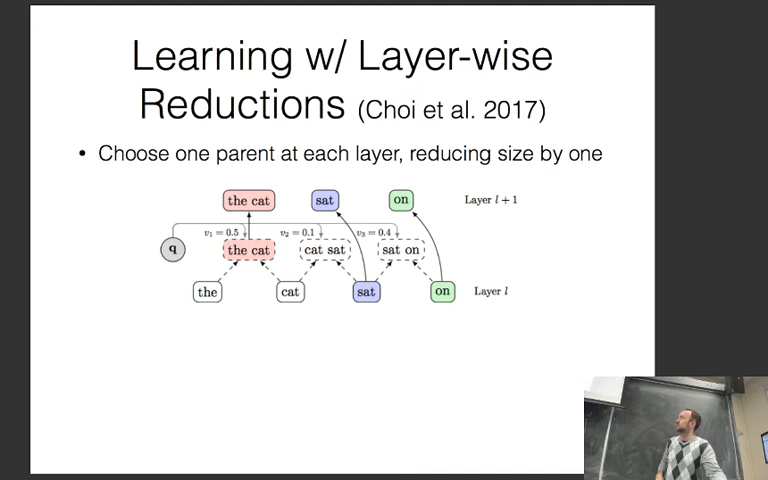 Learning w/ Layer-wise
Reductions (Choi et al. 2017)
• Choose one parent at each layer, reducing size by one
the cat sat on Layer l + 1
v₁ = 0.5 v₂ = 0.1 v₃ = 0.4
q the cat cat sat sat on
the cat sat on Layer l